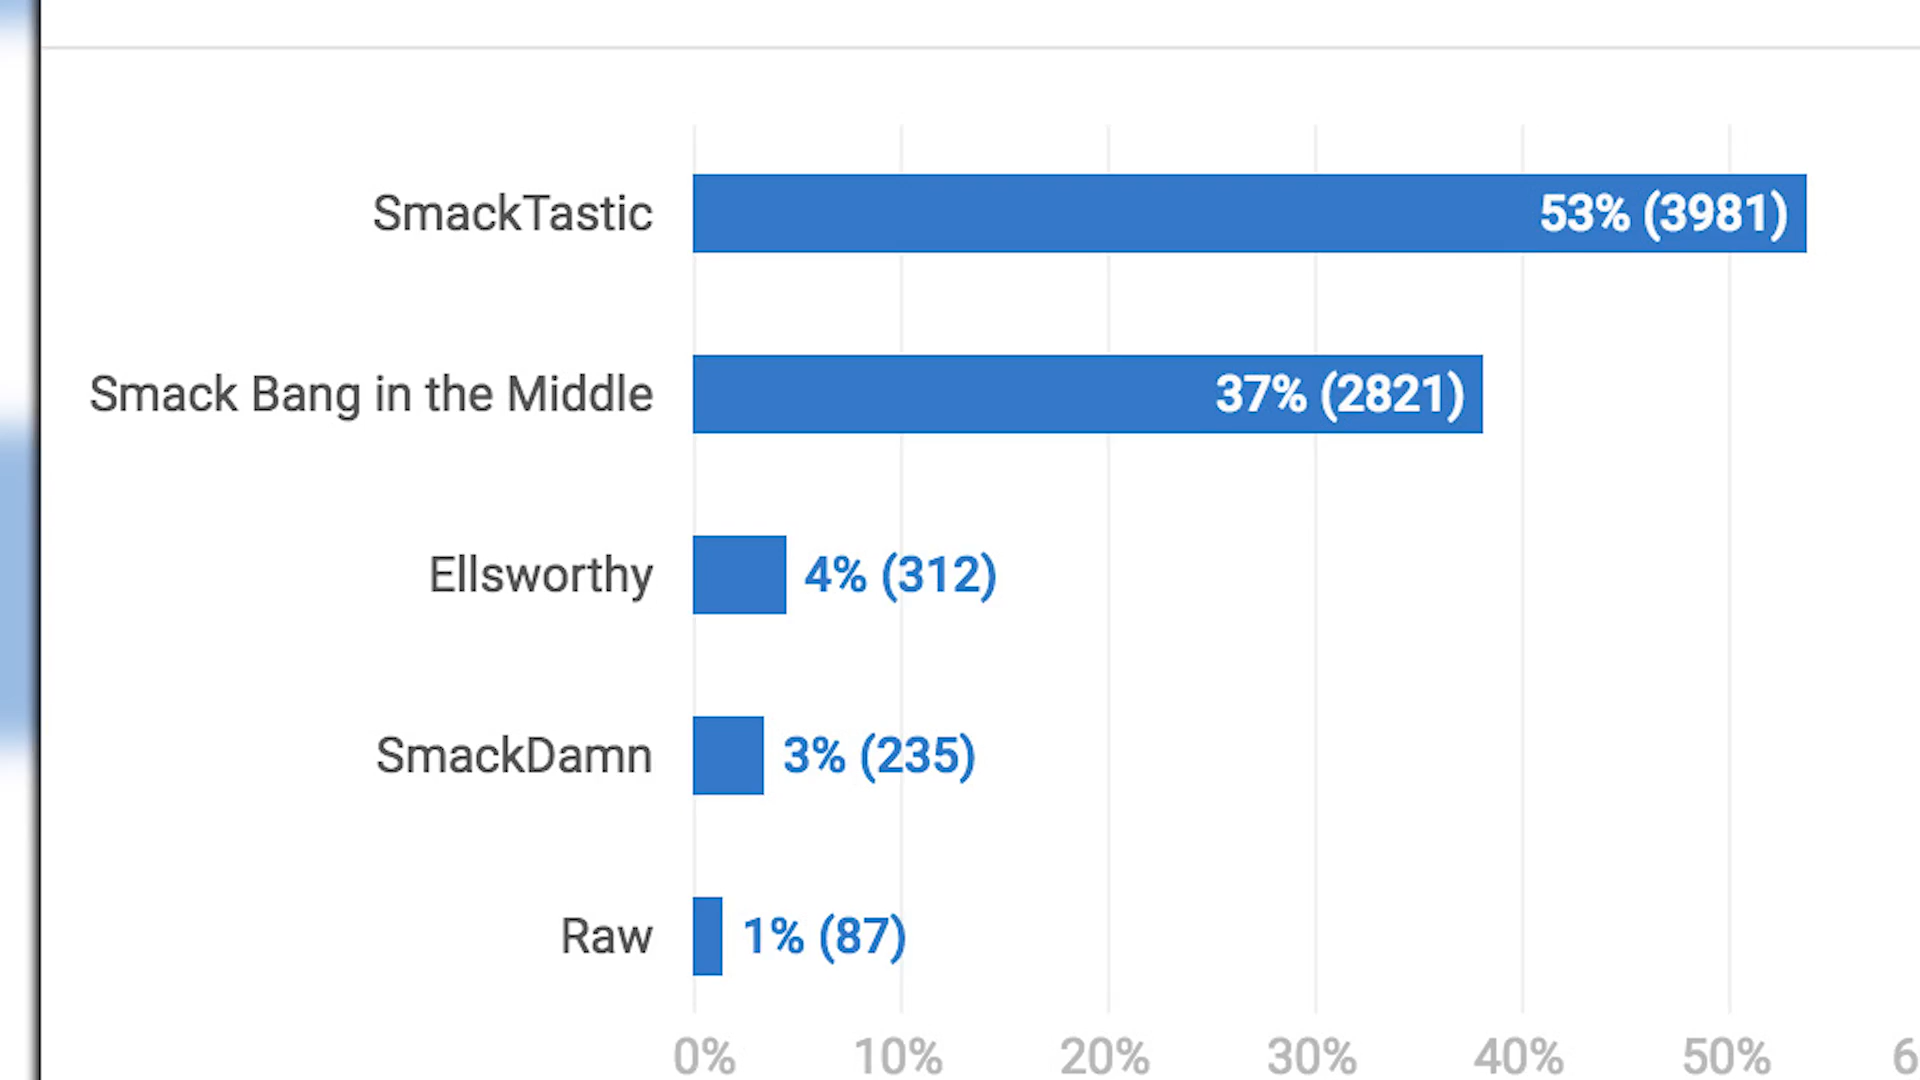 SmackTastic 53% (3981)
Smack Bang in the Middle 37% (2821)
Ellsworthy 4% (312)
SmackDamn 3% (235)
Raw 1% (87)
0% 10% 20% 30% 40% 50% 6